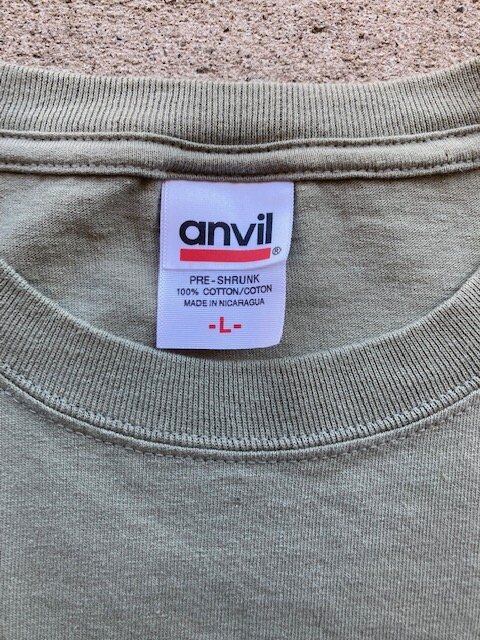 anvil®
PRE-SHRUNK
100% COTTON/COTON
MADE IN NICARAGUA
-L-